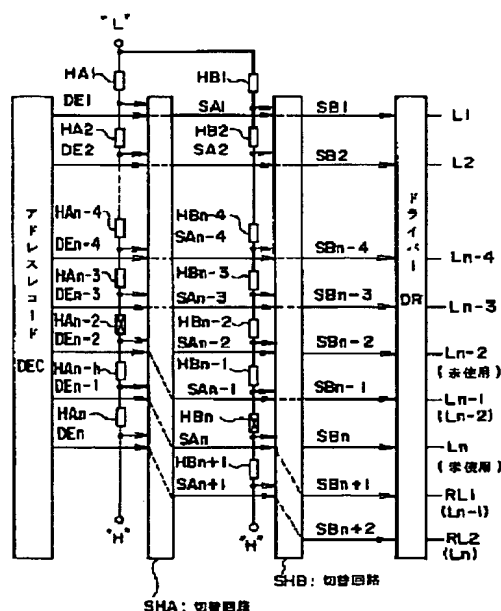 "L"
HA1
HB1
DE1
SA1
SB1
L1
HA2
HB2
DE2
SA2
SB2
L2
HAn-4
HBn-4
DEn-4
SAn-4
SBn-4
Ln-4
HAn-3
HBn-3
DEn-3
SAn-3
SBn-3
Ln-3
HAn-2
HBn-2
DEn-2
SAn-2
SBn-2
Ln-2
(未使用)
HAn-h
HBn-1
DEn-1
SAn-1
SBn-1
Ln-1
(Ln-2)
HAn
HBn
DEn
SAn
SBn
Ln
(未使用)
HBn+1
SAn+1
SBn+1
RL1
(Ln-1)
SBn+2
RL2
(Ln)
"H"
"H"
アドレスレコード
DEC
ドライバー
DR
SHA: 切替回路
SHB: 切替回路